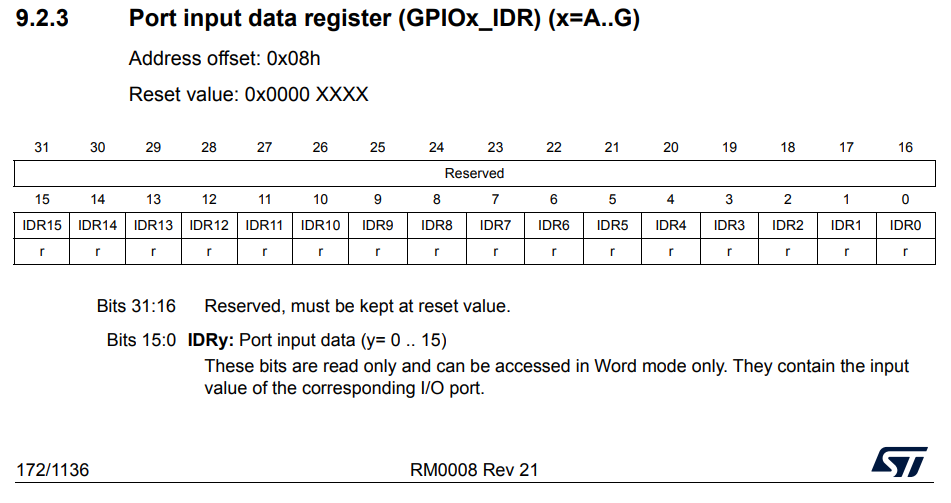 9.2.3 Port input data register (GPIOx_IDR) (x=A..G)
Address offset: 0x08h
Reset value: 0x0000 XXXX
31 30 29 28 27 26 25 24 23 22 21 20 19 18 17 16
Reserved
15 14 13 12 11 10 9 8 7 6 5 4 3 2 1 0
IDR15 IDR14 IDR13 IDR12 IDR11 IDR10 IDR9 IDR8 IDR7 IDR6 IDR5 IDR4 IDR3 IDR2 IDR1 IDR0
r r r r r r r r r r r r r r r r
Bits 31:16 Reserved, must be kept at reset value.
Bits 15:0 IDRy: Port input data (y= 0 .. 15)
These bits are read only and can be accessed in Word mode only. They contain the input
value of the corresponding I/O port.
172/1136 RM0008 Rev 21 ST